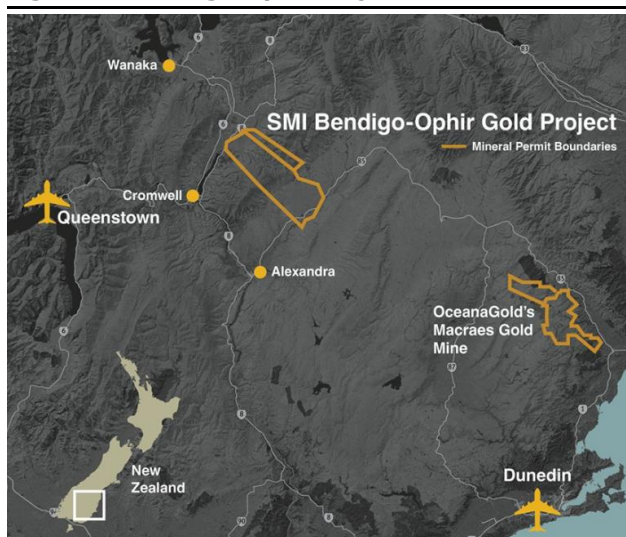 Wanaka
SMI Bendigo-Ophir Gold Project
Mineral Permit Boundaries
Cromwell
Queenstown
Alexandra
OceanaGold's
Macraes Gold
Mine
New
Zealand
Dunedin